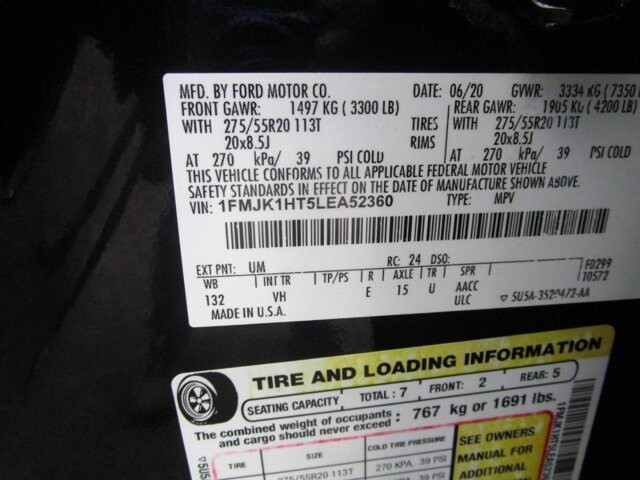 MFD. BY FORD MOTOR CO. DATE: 06/20 GVWR: 3334 KG ( 7350
FRONT GAWR: 1497 KG ( 3300 LB) REAR GAWR: 1905 KG ( 4200 LB)
WITH 275/55R20 113T TIRES WITH 275/55R20 113T
20x8.5J RIMS 20x8.5J
AT 270 kPa/ 39 PSI COLD AT 270 kPa/ 39 PSI COLD
THIS VEHICLE CONFORMS TO ALL APPLICABLE FEDERAL MOTOR VEHICLE
SAFETY STANDARDS IN EFFECT ON THE DATE OF MANUFACTURE SHOWN ABOVE.
VIN: 1FMJK1HT5LEA52360 TYPE: MPV
EXT PNT: UM RC: 24 DSO: F0299
WB INT TR TP/PS R AXLE TR SPR 10572
132 VH E 15 U AACC
ULC
MADE IN U.S.A. 5U5A-3520472-AA
TIRE AND LOADING INFORMATION
SEATING CAPACITY TOTAL: 7 FRONT: 2 REAR: 5
The combined weight of occupants and cargo should never exceed: 767 kg or 1691 lbs.
TIRE SIZE COLD TIRE PRESSURE SEE OWNERS
MANUAL FOR
275/55R20 113T 270 KPA, 39 PSI ADDITIONAL